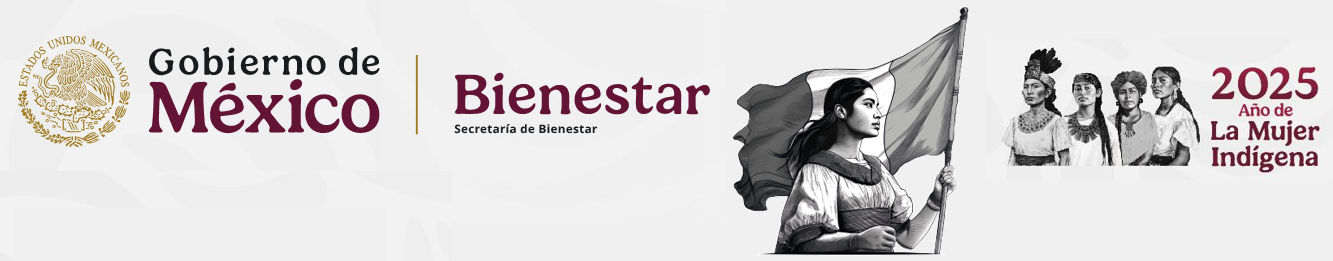 ESTADOS UNIDOS MEXICANOS
Gobierno de
México
Bienestar
Secretaría de Bienestar
2025
Año de
La Mujer
Indígena